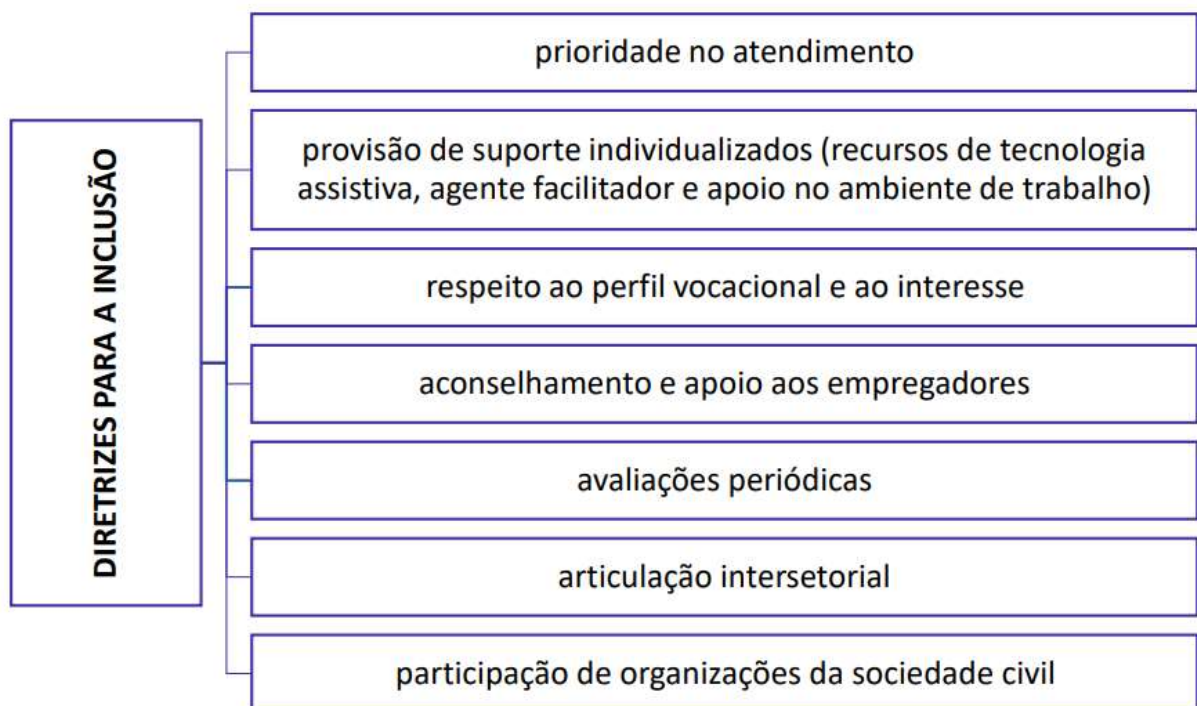 DIRETRIZES PARA A INCLUSÃO
prioridade no atendimento
provisão de suporte individualizados (recursos de tecnologia
assistiva, agente facilitador e apoio no ambiente de trabalho)
respeito ao perfil vocacional e ao interesse
aconselhamento e apoio aos empregadores
avaliações periódicas
articulação intersetorial
participação de organizações da sociedade civil